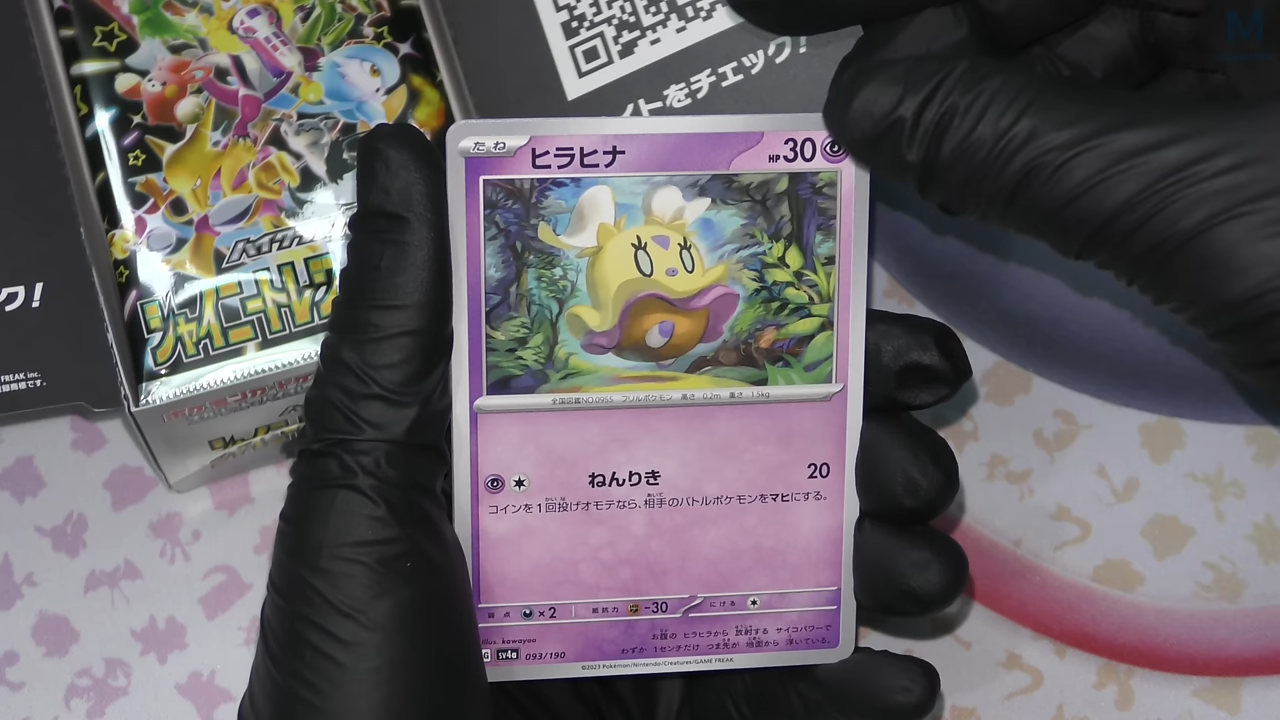 イトをチェック!
ク!
FREAK inc.
登録商標です。
シャイニートレジ
たね
ヒラヒナ
HP30
全国図鑑NO.0955 フリルポケモン 高さ 0.2m 重さ 1.5kg
ねんりき 20
コインを1回投げオモテなら、相手のバトルポケモンをマヒにする。
弱点 ×2 抵抗力 -30 にげる
お腹の ヒラヒラから 放射する サイコパワーで
わずか 1センチだけ つま先が 地面から 浮いている。
Illus. kawayoo
G sv4a 093/190
©2023 Pokémon/Nintendo/Creatures/GAME FREAK
M